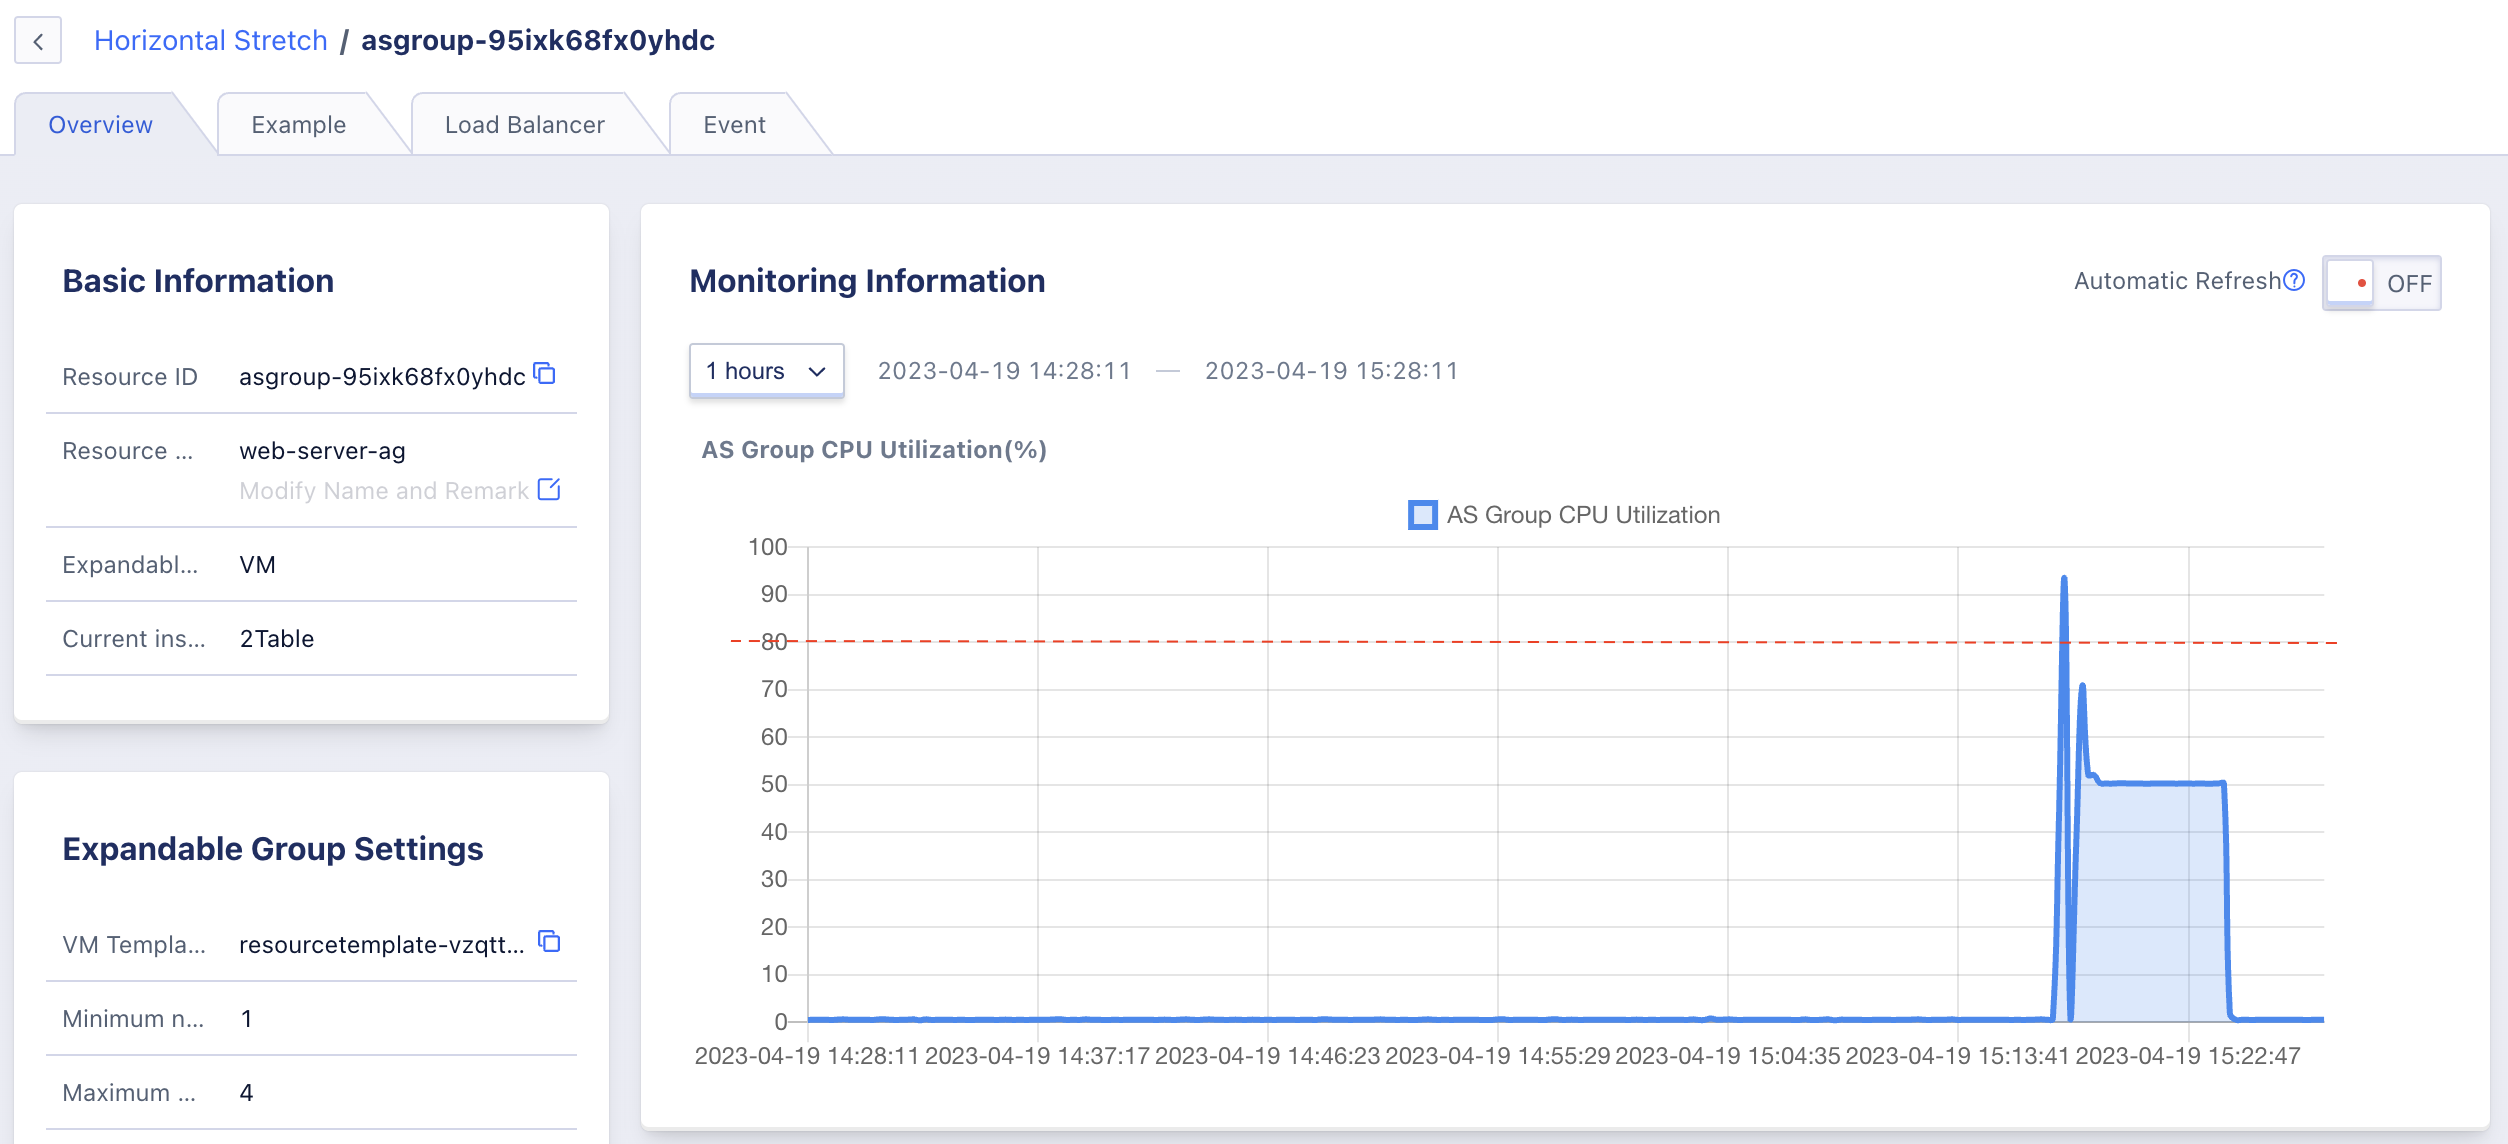 Horizontal Stretch / asgroup-95ixk68fx0yhdc
Overview
Example
Load Balancer
Event
Basic Information
Resource ID asgroup-95ixk68fx0yhdc
Resource ... web-server-ag
Modify Name and Remark
Expandabl... VM
Current ins... 2Table
Expandable Group Settings
VM Templa... resourcetemplate-vzqtt...
Minimum n... 1
Maximum ... 4
Monitoring Information
Automatic Refresh? OFF
1 hours 2023-04-19 14:28:11 — 2023-04-19 15:28:11
AS Group CPU Utilization(%)
AS Group CPU Utilization
100
90
80
70
60
50
40
30
20
10
0
2023-04-19 14:28:11 2023-04-19 14:37:17 2023-04-19 14:46:23 2023-04-19 14:55:29 2023-04-19 15:04:35 2023-04-19 15:13:41 2023-04-19 15:22:47